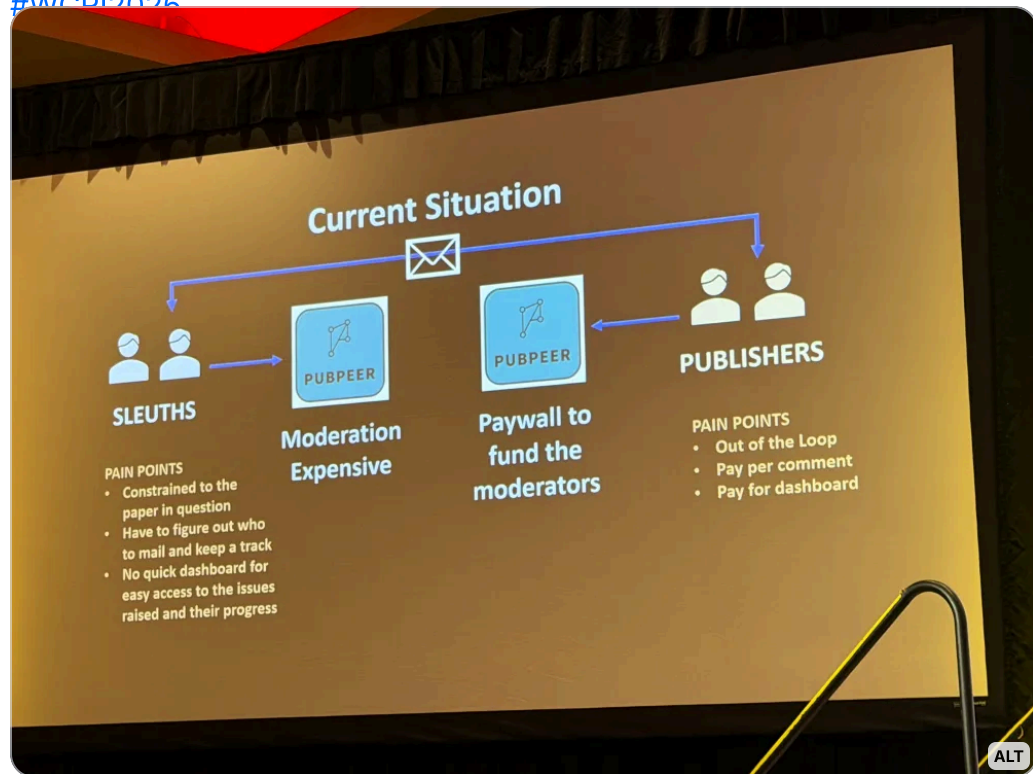 Current Situation
PUBPEER
PUBPEER
SLEUTHS
PUBLISHERS
Moderation
Expensive
Paywall to
fund the
moderators
PAIN POINTS
• Constrained to the
paper in question
• Have to figure out who
to mail and keep a track
• No quick dashboard for
easy access to the issues
raised and their progress
PAIN POINTS
• Out of the Loop
• Pay per comment
• Pay for dashboard
ALT